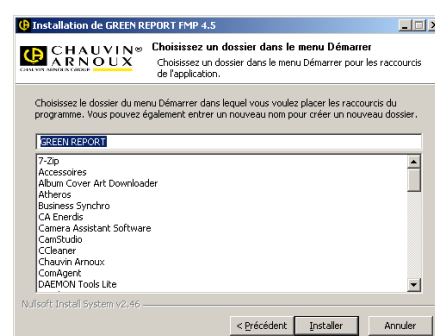 Installation de GREEN REPORT FMP 4.5
CHAUVIN®
ARNOUX
CHAUVIN ARNOUX GROUP
Choisissez un dossier dans le menu Démarrer
Choisissez un dossier dans le menu Démarrer pour les raccourcis
de l'application.
Choisissez le dossier du menu Démarrer dans lequel vous voulez placer les raccourcis du
programme. Vous pouvez également entrer un nouveau nom pour créer un nouveau dossier.
GREEN REPORT
7-Zip
Accessoires
Album Cover Art Downloader
Atheros
Business Synchro
CA Enerdis
Camera Assistant Software
CamStudio
CCleaner
Chauvin Arnoux
ComAgent
DAEMON Tools Lite
Nullsoft Install System v2.46
< Précédent
Installer
Annuler